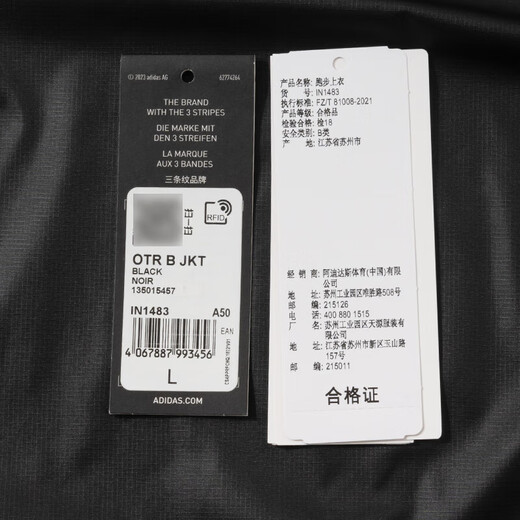 © 2023 adidas AG
62774264
THE BRAND
WITH THE 3 STRIPES
DIE MARKE MIT
DEN 3 STREIFEN
LA MARQUE
AUX 3 BANDES
三条纹品牌
RFID
OTR B JKT
BLACK
NOIR
135015457
IN1483
A50
EAN
4 067887 993456
L
ADIDAS.COM
产品名称: 跑步上衣
货 号: IN1483
执行标准: FZ/T 81008-2021
产品等级: 合格品
检验合格: 检18
安全类别: B类
产 地: 江苏省苏州市
经 销 商: 阿迪达斯体育(中国)有限
公司
地 址: 苏州工业园区唯胜路508号
邮 编: 215126
电 话: 400 880 1515
厂 名: 苏州工业园区天源服装有
限公司
地 址: 江苏省苏州市新区玉山路
157号
邮 编: 215011
合格证